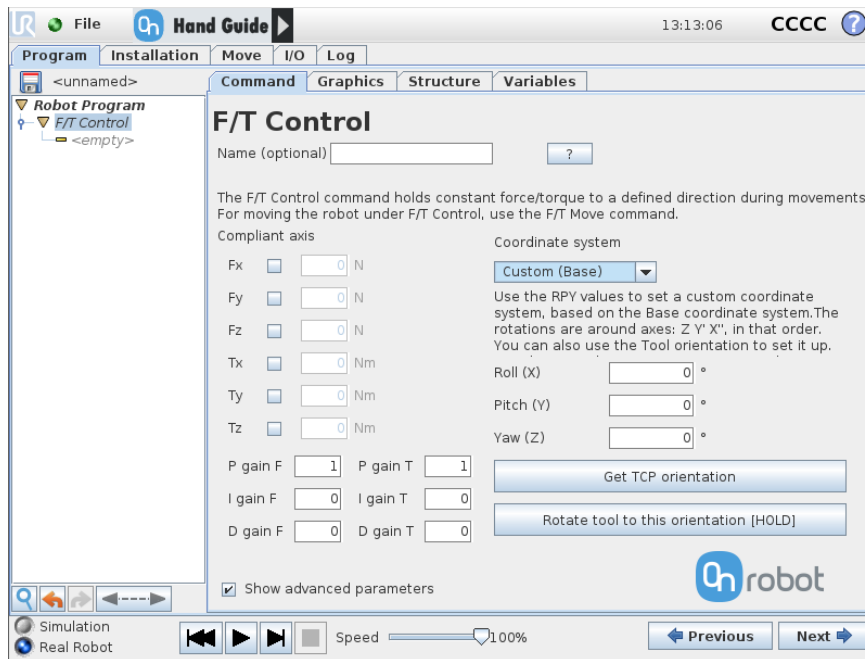 UR File On Hand Guide 13:13:06 CCCC ?
Program Installation Move I/O Log
<unnamed> Command Graphics Structure Variables
Robot Program
F/T Control
<empty>
F/T Control
Name (optional) ?
The F/T Control command holds constant force/torque to a defined direction during movements
For moving the robot under F/T Control, use the F/T Move command.
Compliant axis
Fx 0 N
Fy 0 N
Fz 0 N
Tx 0 Nm
Ty 0 Nm
Tz 0 Nm
P gain F 1 P gain T 1
I gain F 0 I gain T 0
D gain F 0 D gain T 0
Show advanced parameters
Coordinate system
Custom (Base)
Use the RPY values to set a custom coordinate
system, based on the Base coordinate system.The
rotations are around axes: Z Y' X'', in that order.
You can also use the Tool orientation to set it up.
Roll (X) 0 °
Pitch (Y) 0 °
Yaw (Z) 0 °
Get TCP orientation
Rotate tool to this orientation [HOLD]
On robot
Simulation
Real Robot
Speed 100%
Previous Next